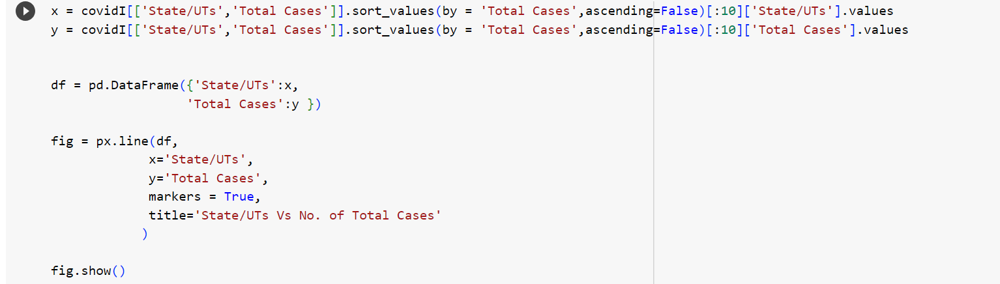 x = covidI[['State/UTs','Total Cases']].sort_values(by = 'Total Cases',ascending=False)[:10]['State/UTs'].values
y = covidI[['State/UTs','Total Cases']].sort_values(by = 'Total Cases',ascending=False)[:10]['Total Cases'].values
df = pd.DataFrame({'State/UTs':x,
'Total Cases':y })
fig = px.line(df,
x='State/UTs',
y='Total Cases',
markers = True,
title='State/UTs Vs No. of Total Cases'
)
fig.show()